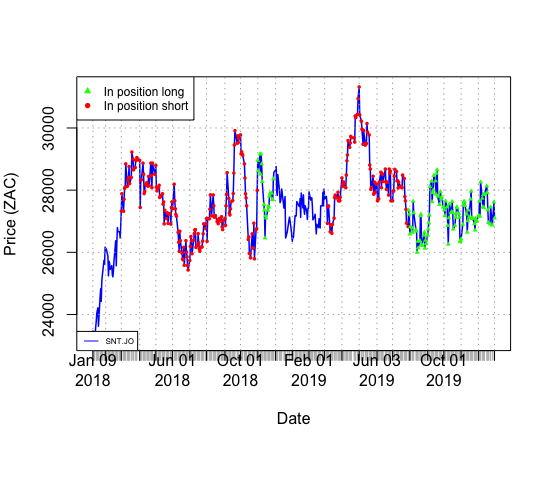 In position long
In position short
Price (ZAC)
30000
28000
26000
24000
SNT.JO
Jan 09 2018
Jun 01 2018
Oct 01 2018
Feb 01 2019
Jun 03 2019
Oct 01 2019
Date